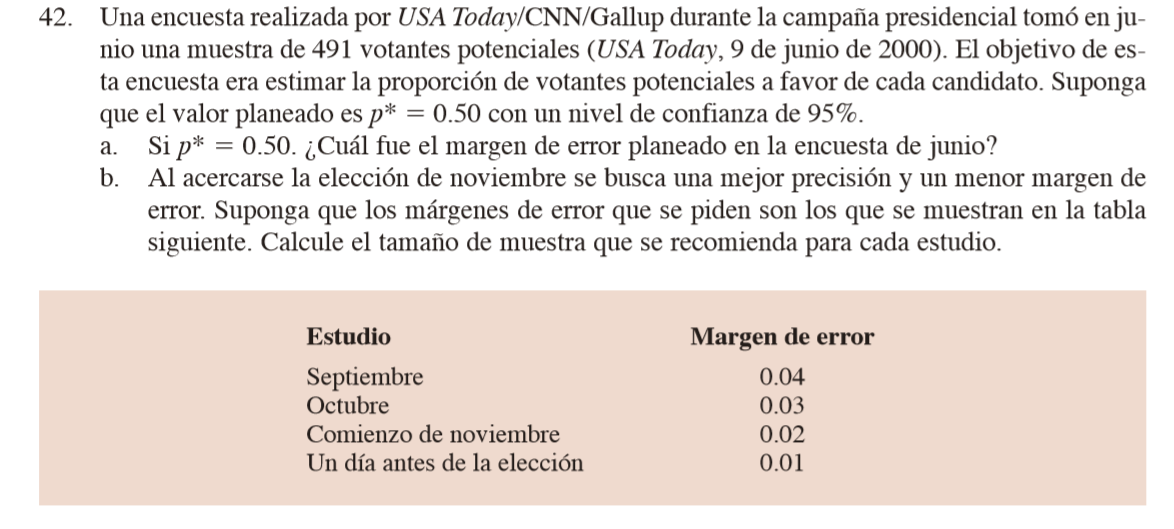 42. Una encuesta realizada por USA Today/CNN/Gallup durante la campaña presidencial tomó en ju-
nio una muestra de 491 votantes potenciales (USA Today, 9 de junio de 2000). El objetivo de es-
ta encuesta era estimar la proporción de votantes potenciales a favor de cada candidato. Suponga
que el valor planeado es p* = 0.50 con un nivel de confianza de 95%.
a. Si p* = 0.50. ¿Cuál fue el margen de error planeado en la encuesta de junio?
b. Al acercarse la elección de noviembre se busca una mejor precisión y un menor margen de
error. Suponga que los márgenes de error que se piden son los que se muestran en la tabla
siguiente. Calcule el tamaño de muestra que se recomienda para cada estudio.
Estudio Margen de error
Septiembre 0.04
Octubre 0.03
Comienzo de noviembre 0.02
Un día antes de la elección 0.01